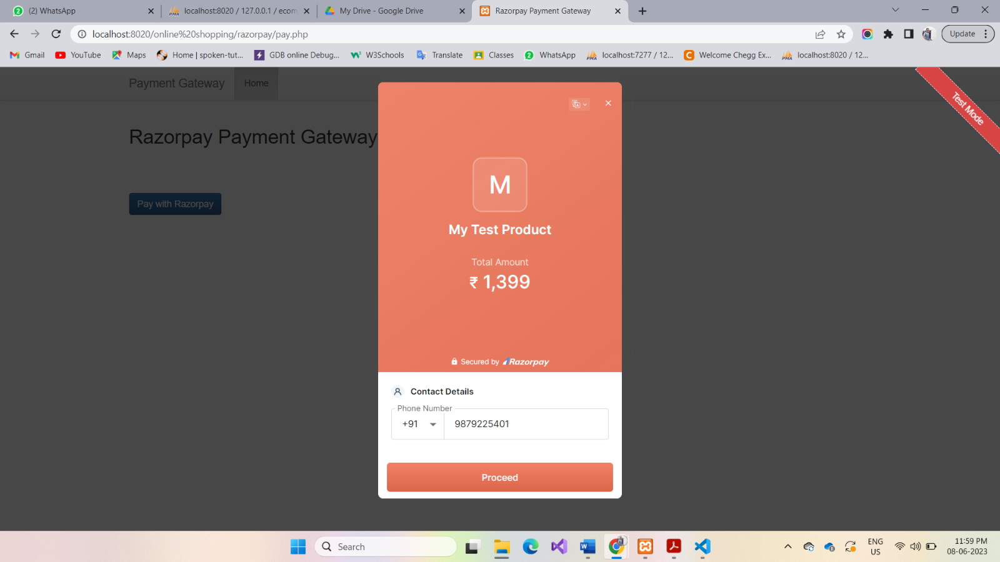 (2) WhatsApp
localhost:8020 / 127.0.0.1 / ecom
My Drive - Google Drive
Razorpay Payment Gateway
localhost:8020/online%20shopping/razorpay/pay.php
Update
Gmail
YouTube
Maps
Home | spoken-tut...
GDB online Debug...
W3Schools
Translate
Classes
WhatsApp
localhost:7277 / 12...
Welcome Chegg Ex...
localhost:8020 / 12...
Payment Gateway
Home
Test Mode
Razorpay Payment Gateway
Pay with Razorpay
M
My Test Product
Total Amount
₹ 1,399
Secured by Razorpay
Contact Details
Phone Number
+91
9879225401
Proceed
Search
ENG
US
11:59 PM
08-06-2023